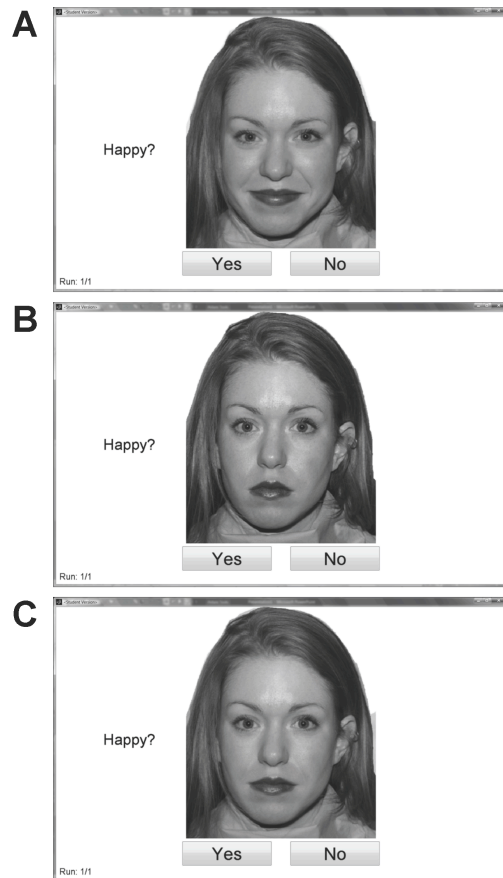 A
Happy?
Yes No
Run: 1/1
B
Happy?
Yes No
Run: 1/1
C
Happy?
Yes No
Run: 1/1